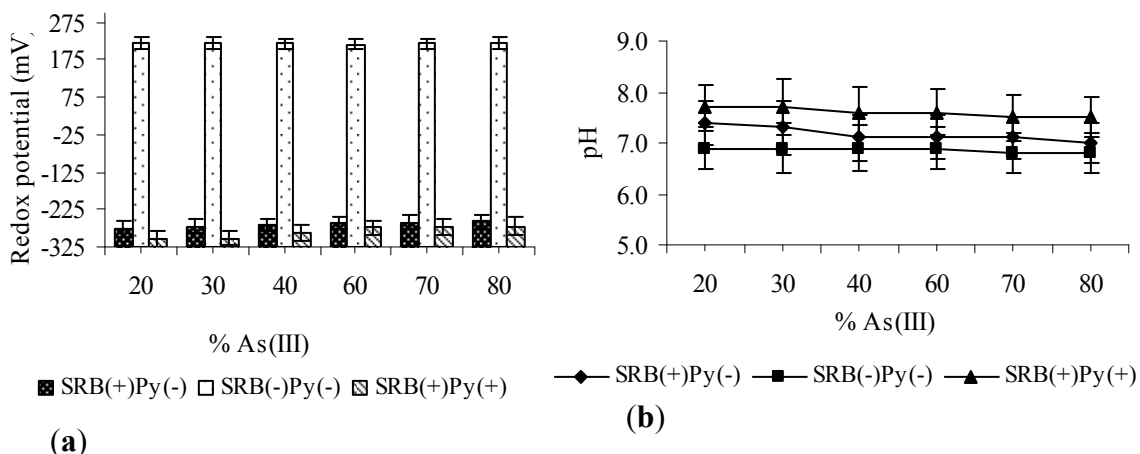 Redox potential (mV)
275
175
75
-25
-125
-225
-325
20 30 40 60 70 80
% As(III)
SRB(+)Py(-) SRB(-)Py(-) SRB(+)Py(+)
(a)
pH
9.0
8.0
7.0
6.0
5.0
20 30 40 60 70 80
% As(III)
SRB(+)Py(-) SRB(-)Py(-) SRB(+)Py(+)
(b)